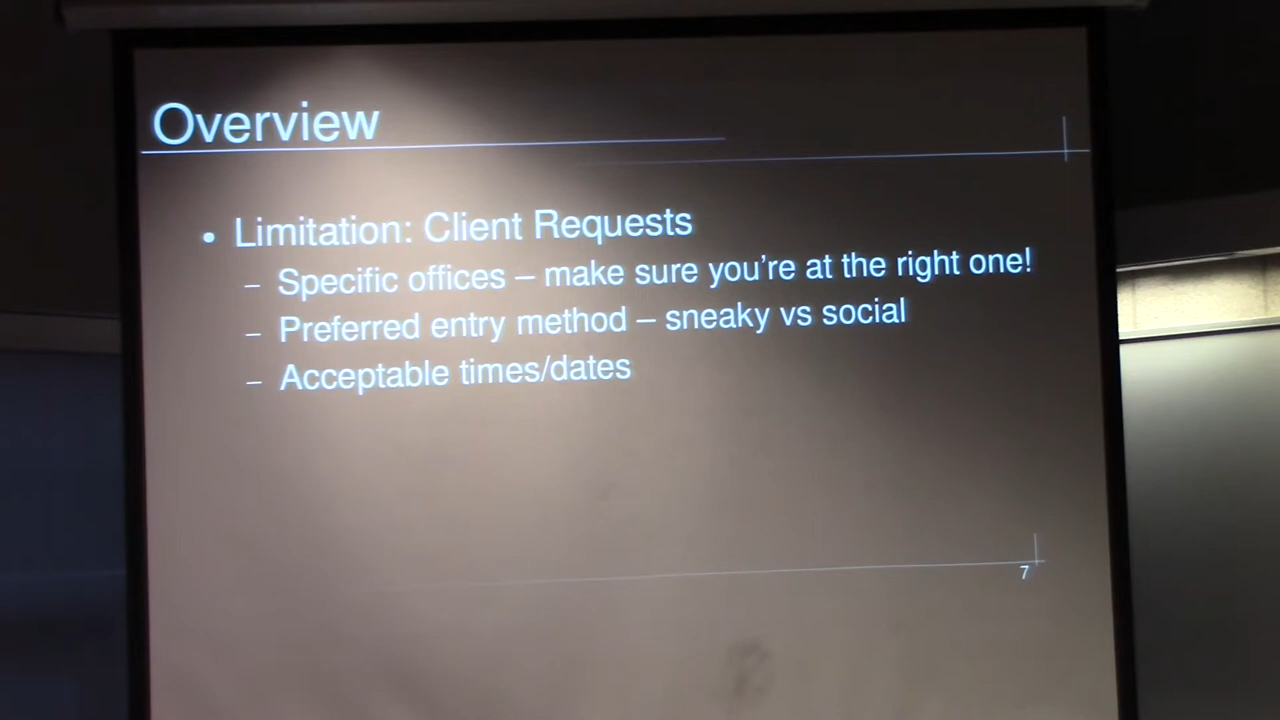 Overview
• Limitation: Client Requests
– Specific offices – make sure you're at the right one!
– Preferred entry method – sneaky vs social
– Acceptable times/dates
7